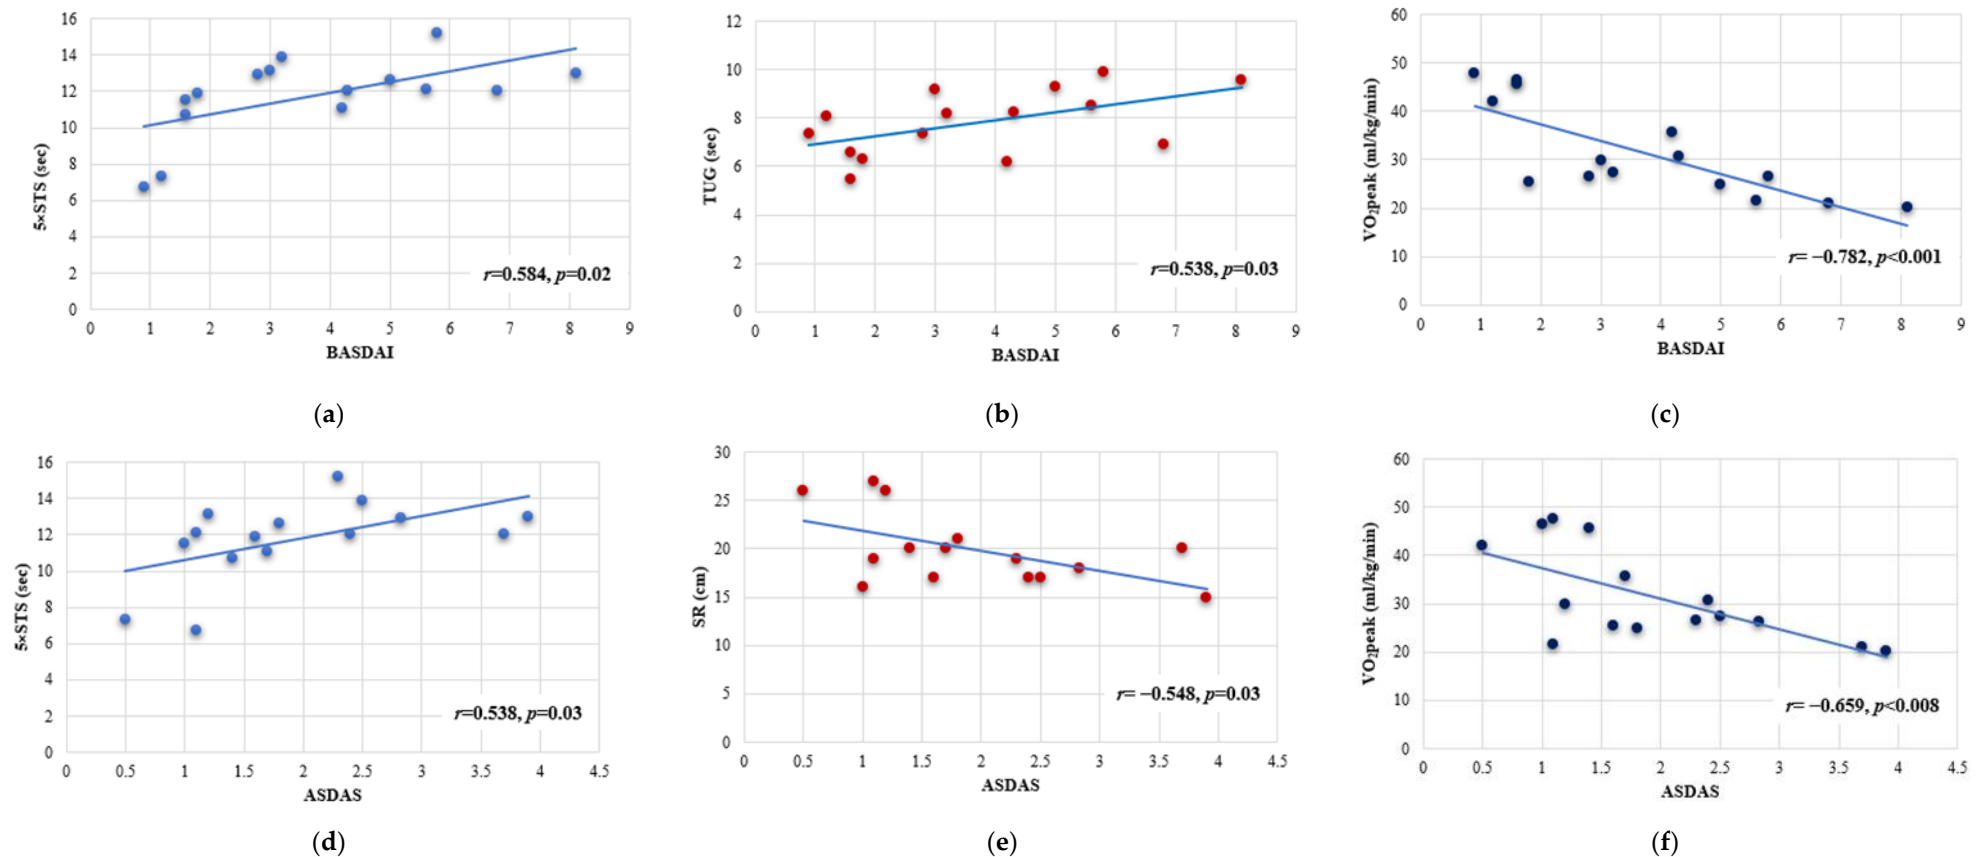 16
14
12
10
8
6
4
2
0
5×STS (sec)
r=0.584, p=0.02
0 1 2 3 4 5 6 7 8 9
BASDAI
(a)
12
10
8
6
4
2
0
TUG (sec)
r=0.538, p=0.03
0 1 2 3 4 5 6 7 8 9
BASDAI
(b)
60
50
40
30
20
10
0
VO₂peak (ml/kg/min)
r= −0.782, p<0.001
0 1 2 3 4 5 6 7 8 9
BASDAI
(c)
16
14
12
10
8
6
4
2
0
5×STS (sec)
r=0.538, p=0.03
0 0.5 1 1.5 2 2.5 3 3.5 4 4.5
ASDAS
(d)
30
25
20
15
10
5
0
SR (cm)
r= −0.548, p=0.03
0 0.5 1 1.5 2 2.5 3 3.5 4 4.5
ASDAS
(e)
60
50
40
30
20
10
0
VO₂peak (ml/kg/min)
r= −0.659, p<0.008
0 0.5 1 1.5 2 2.5 3 3.5 4 4.5
ASDAS
(f)